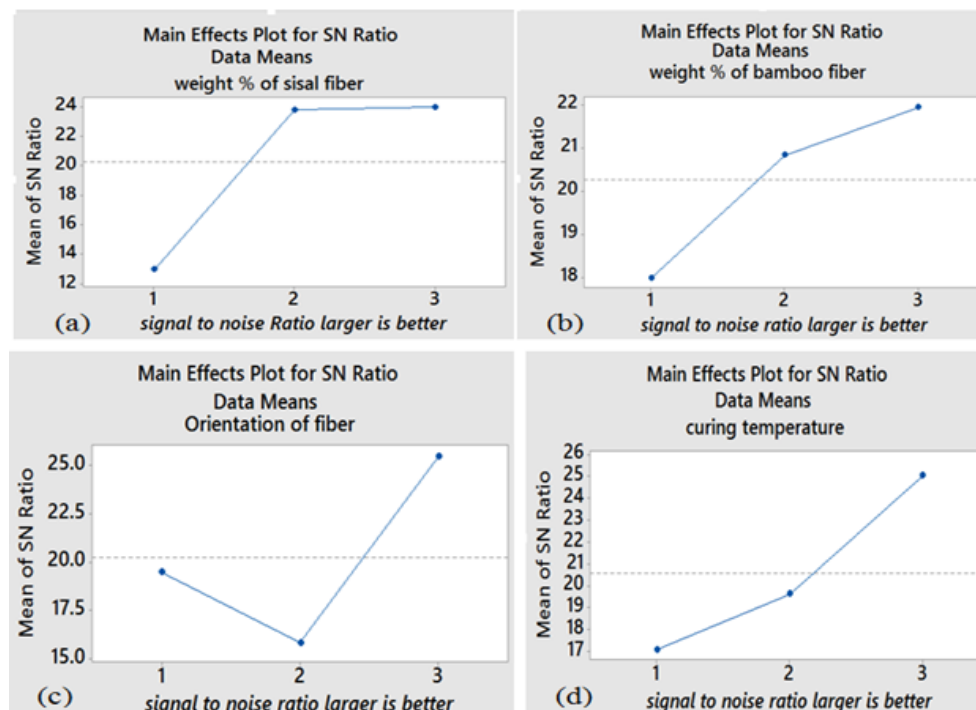 Main Effects Plot for SN Ratio
Data Means
weight % of sisal fiber
Mean of SN Ratio
24
22
20
18
16
14
12
1 2 3
(a) signal to noise Ratio larger is better
Main Effects Plot for SN Ratio
Data Means
weight % of bamboo fiber
Mean of SN Ratio
22
21
20
19
18
1 2 3
(b) signal to noise ratio larger is better
Main Effects Plot for SN Ratio
Data Means
Orientation of fiber
Mean of SN Ratio
25.0
22.5
20.0
17.5
15.0
1 2 3
(c) signal to noise ratio larger is better
Main Effects Plot for SN Ratio
Data Means
curing temperature
Mean of SN Ratio
26
25
24
23
22
21
20
19
18
17
1 2 3
(d) signal to noise ratio larger is better